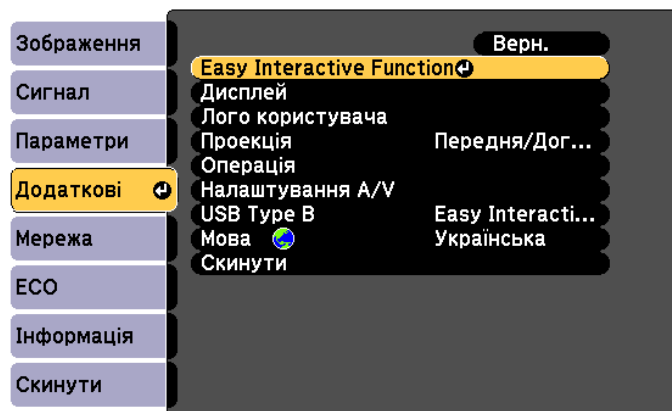 Зображення
Сигнал
Параметри
Додаткові
Мережа
ECO
Інформація
Скинути
Верн.
Easy Interactive Function
Дисплей
Лого користувача
Проекція Передня/Дог...
Операція
Налаштування A/V
USB Type B Easy Interacti...
Мова Українська
Скинути